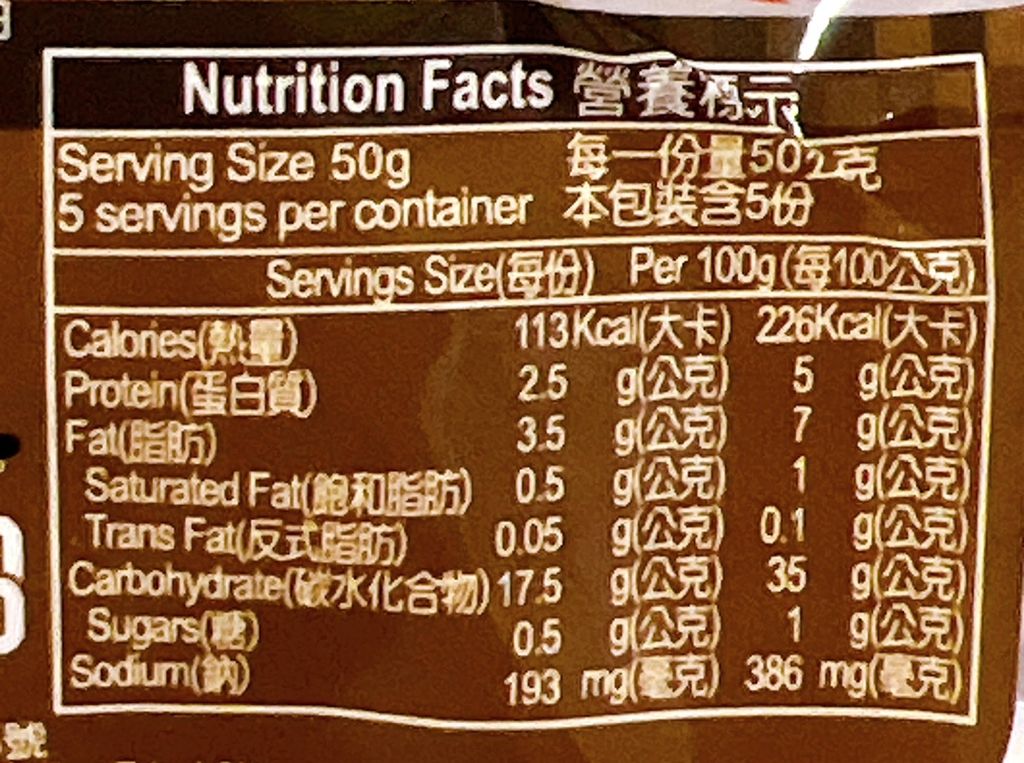 Nutrition Facts 營養標示
Serving Size 50g 每一份量50公克
5 servings per container 本包裝含5份
Servings Size(每份) Per 100g(每100公克)
Calories(熱量) 113Kcal(大卡) 226Kcal(大卡)
Protein(蛋白質) 2.5 g(公克) 5 g(公克)
Fat(脂肪) 3.5 g(公克) 7 g(公克)
Saturated Fat(飽和脂肪) 0.5 g(公克) 1 g(公克)
Trans Fat(反式脂肪) 0.05 g(公克) 0.1 g(公克)
Carbohydrate(碳水化合物) 17.5 g(公克) 35 g(公克)
Sugars(糖) 0.5 g(公克) 1 g(公克)
Sodium(鈉) 193 mg(毫克) 386 mg(毫克)
號